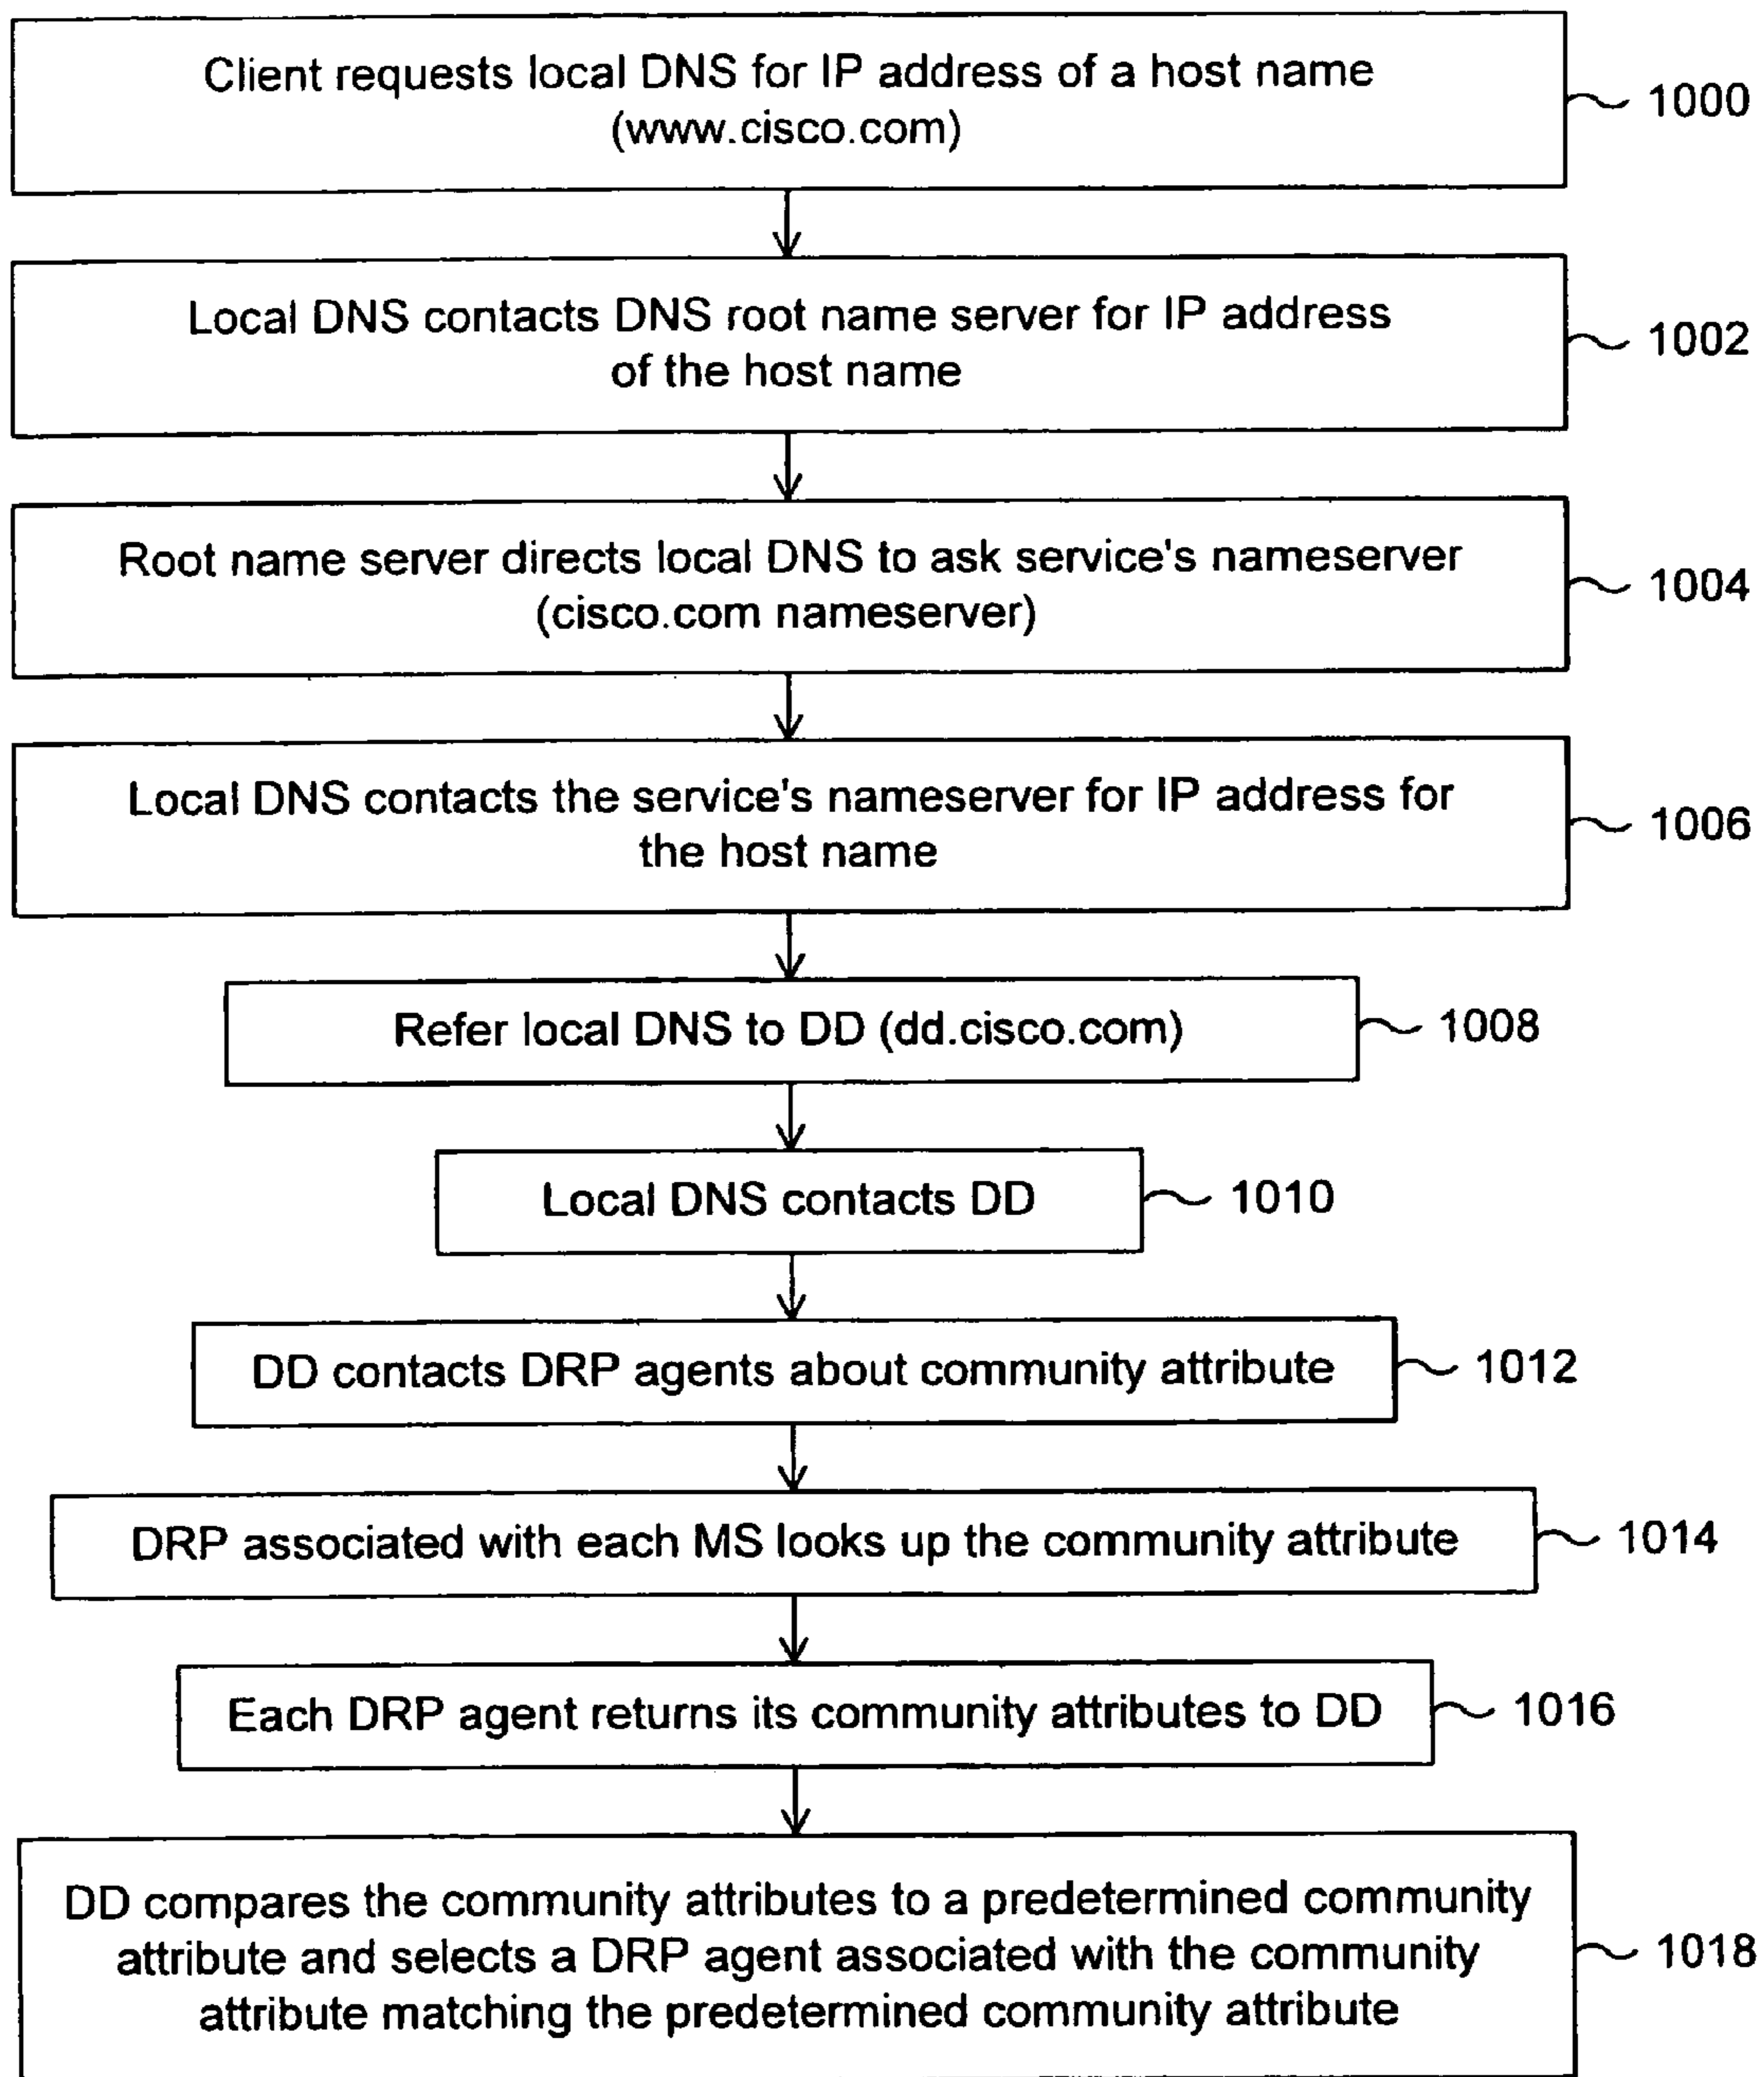 Client requests local DNS for IP address of a host name
(www.cisco.com)
1000
Local DNS contacts DNS root name server for IP address
of the host name
1002
Root name server directs local DNS to ask service's nameserver
(cisco.com nameserver)
1004
Local DNS contacts the service's nameserver for IP address for
the host name
1006
Refer local DNS to DD (dd.cisco.com)
1008
Local DNS contacts DD
1010
DD contacts DRP agents about community attribute
1012
DRP associated with each MS looks up the community attribute
1014
Each DRP agent returns its community attributes to DD
1016
DD compares the community attributes to a predetermined community
attribute and selects a DRP agent associated with the community
attribute matching the predetermined community attribute
1018